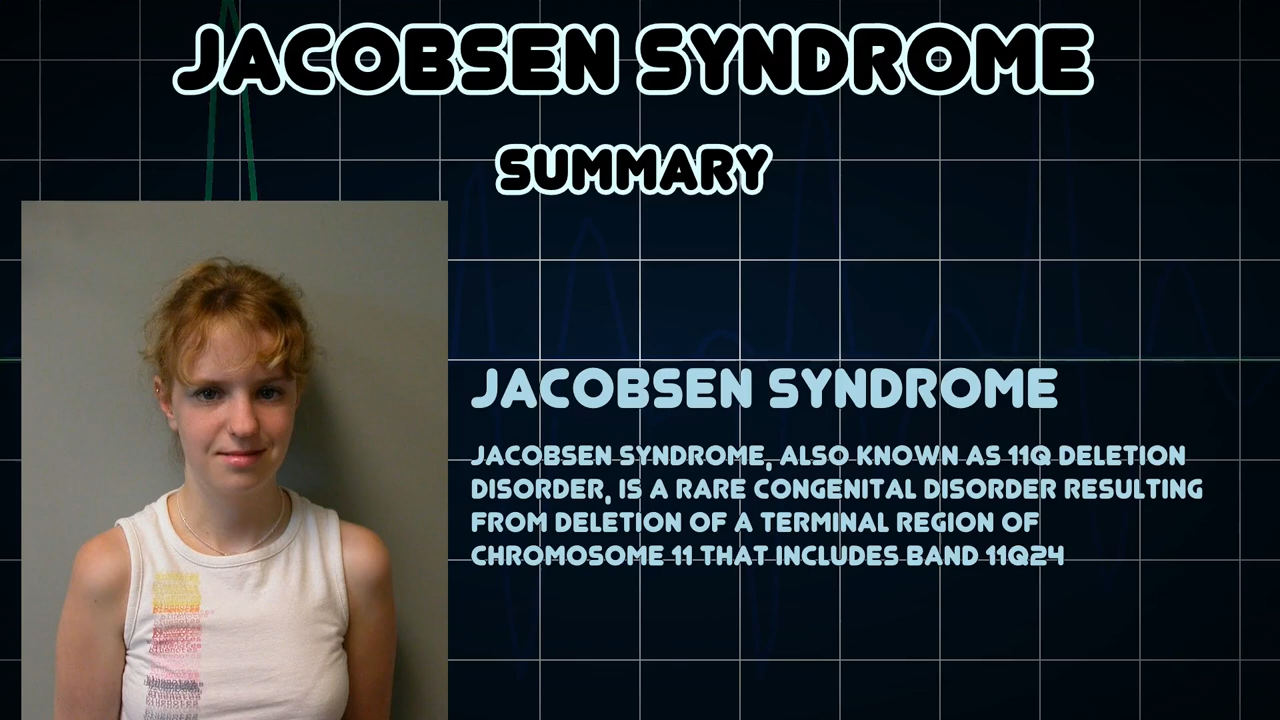 JACOBSEN SYNDROME
SUMMARY
JACOBSEN SYNDROME
JACOBSEN SYNDROME, ALSO KNOWN AS 11Q DELETION
DISORDER, IS A RARE CONGENITAL DISORDER RESULTING
FROM DELETION OF A TERMINAL REGION OF
CHROMOSOME 11 THAT INCLUDES BAND 11Q24